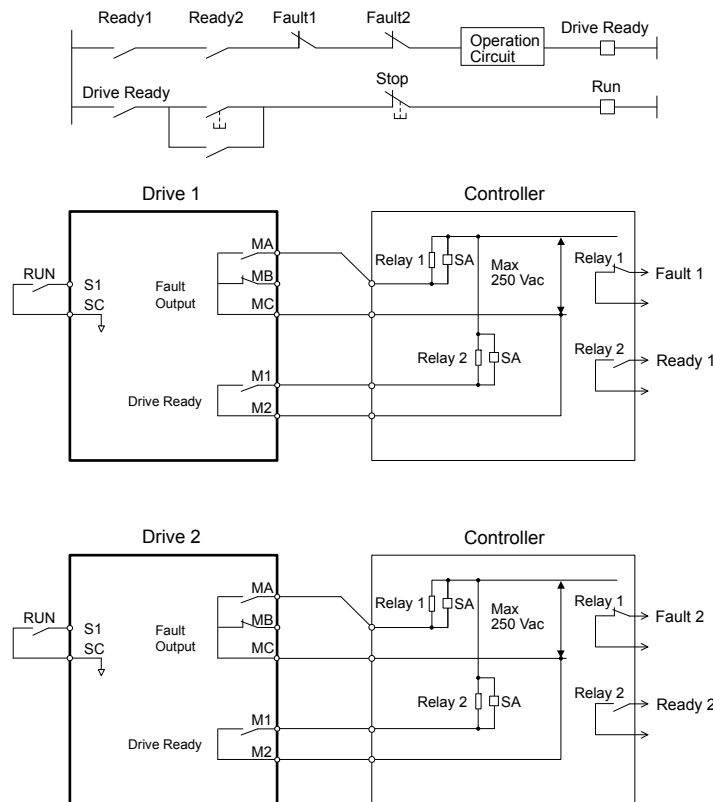 Ready1 Ready2 Fault1 Fault2 Operation Circuit Drive Ready
Drive Ready Stop Run
Drive 1 Controller
MA
RUN
S1
SC
Fault
Output
MB
MC
Relay 1
SA
Max
250 Vac
Relay 1
Fault 1
Relay 2
SA
Relay 2
Ready 1
M1
Drive Ready
M2
Drive 2 Controller
MA
RUN
S1
SC
Fault
Output
MB
MC
Relay 1
SA
Max
250 Vac
Relay 1
Fault 2
Relay 2
SA
Relay 2
Ready 2
M1
Drive Ready
M2